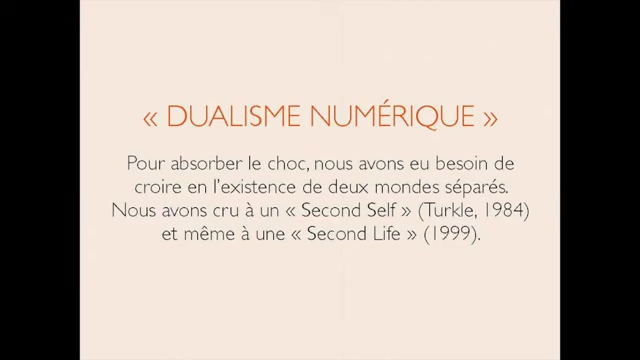 « DUALISME NUMÉRIQUE »
Pour absorber le choc, nous avons eu besoin de
croire en l’existence de deux mondes séparés.
Nous avons cru à un « Second Self » (Turkle, 1984)
et même à une « Second Life » (1999).